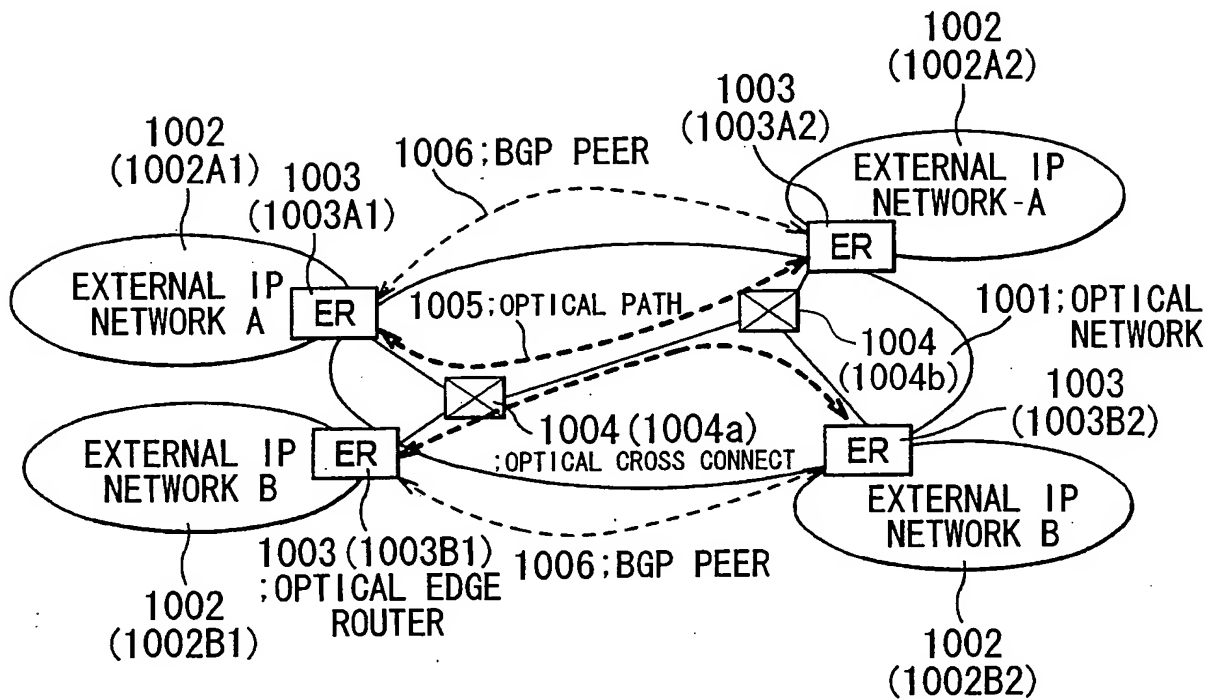 1002
(1002A2)
1003
(1003A2)
1002
(1002A1)
1003
(1003A1)
1006;BGP PEER
EXTERNAL IP
NETWORK-A
ER
EXTERNAL IP
NETWORK A
ER
1005;OPTICAL PATH
1001;OPTICAL
NETWORK
1004
(1004b)
1003
(1003B2)
EXTERNAL IP
NETWORK B
ER
1004(1004a)
;OPTICAL CROSS CONNECT
ER
EXTERNAL IP
NETWORK B
1003(1003B1)
;OPTICAL EDGE
ROUTER
1006;BGP PEER
1002
(1002B1)
1002
(1002B2)